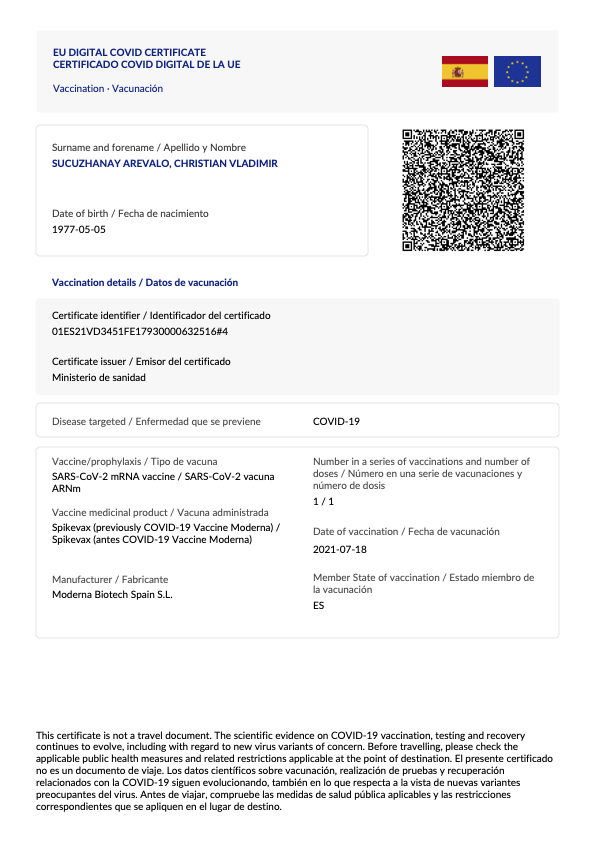 EU DIGITAL COVID CERTIFICATE
CERTIFICADO COVID DIGITAL DE LA UE
Vaccination · Vacunación
Surname and forename / Apellido y Nombre
SUCUZHANAY AREVALO, CHRISTIAN VLADIMIR
Date of birth / Fecha de nacimiento
1977-05-05
Vaccination details / Datos de vacunación
Certificate identifier / Identificador del certificado
01ES21VD3451FE17930000632516#4
Certificate issuer / Emisor del certificado
Ministerio de sanidad
Disease targeted / Enfermedad que se previene
COVID-19
Vaccine/prophylaxis / Tipo de vacuna
SARS-CoV-2 mRNA vaccine / SARS-CoV-2 vacuna
ARNm
Vaccine medicinal product / Vacuna administrada
Spikevax (previously COVID-19 Vaccine Moderna) /
Spikevax (antes COVID-19 Vaccine Moderna)
Manufacturer / Fabricante
Moderna Biotech Spain S.L.
Number in a series of vaccinations and number of
doses / Número en una serie de vacunaciones y
número de dosis
1 / 1
Date of vaccination / Fecha de vacunación
2021-07-18
Member State of vaccination / Estado miembro de
la vacunación
ES
This certificate is not a travel document. The scientific evidence on COVID-19 vaccination, testing and recovery
continues to evolve, including with regard to new virus variants of concern. Before travelling, please check the
applicable public health measures and related restrictions applicable at the point of destination. El presente certificado
no es un documento de viaje. Los datos científicos sobre vacunación, realización de pruebas y recuperación
relacionados con la COVID-19 siguen evolucionando, también en lo que respecta a la vista de nuevas variantes
preocupantes del virus. Antes de viajar, compruebe las medidas de salud pública aplicables y las restricciones
correspondientes que se apliquen en el lugar de destino.